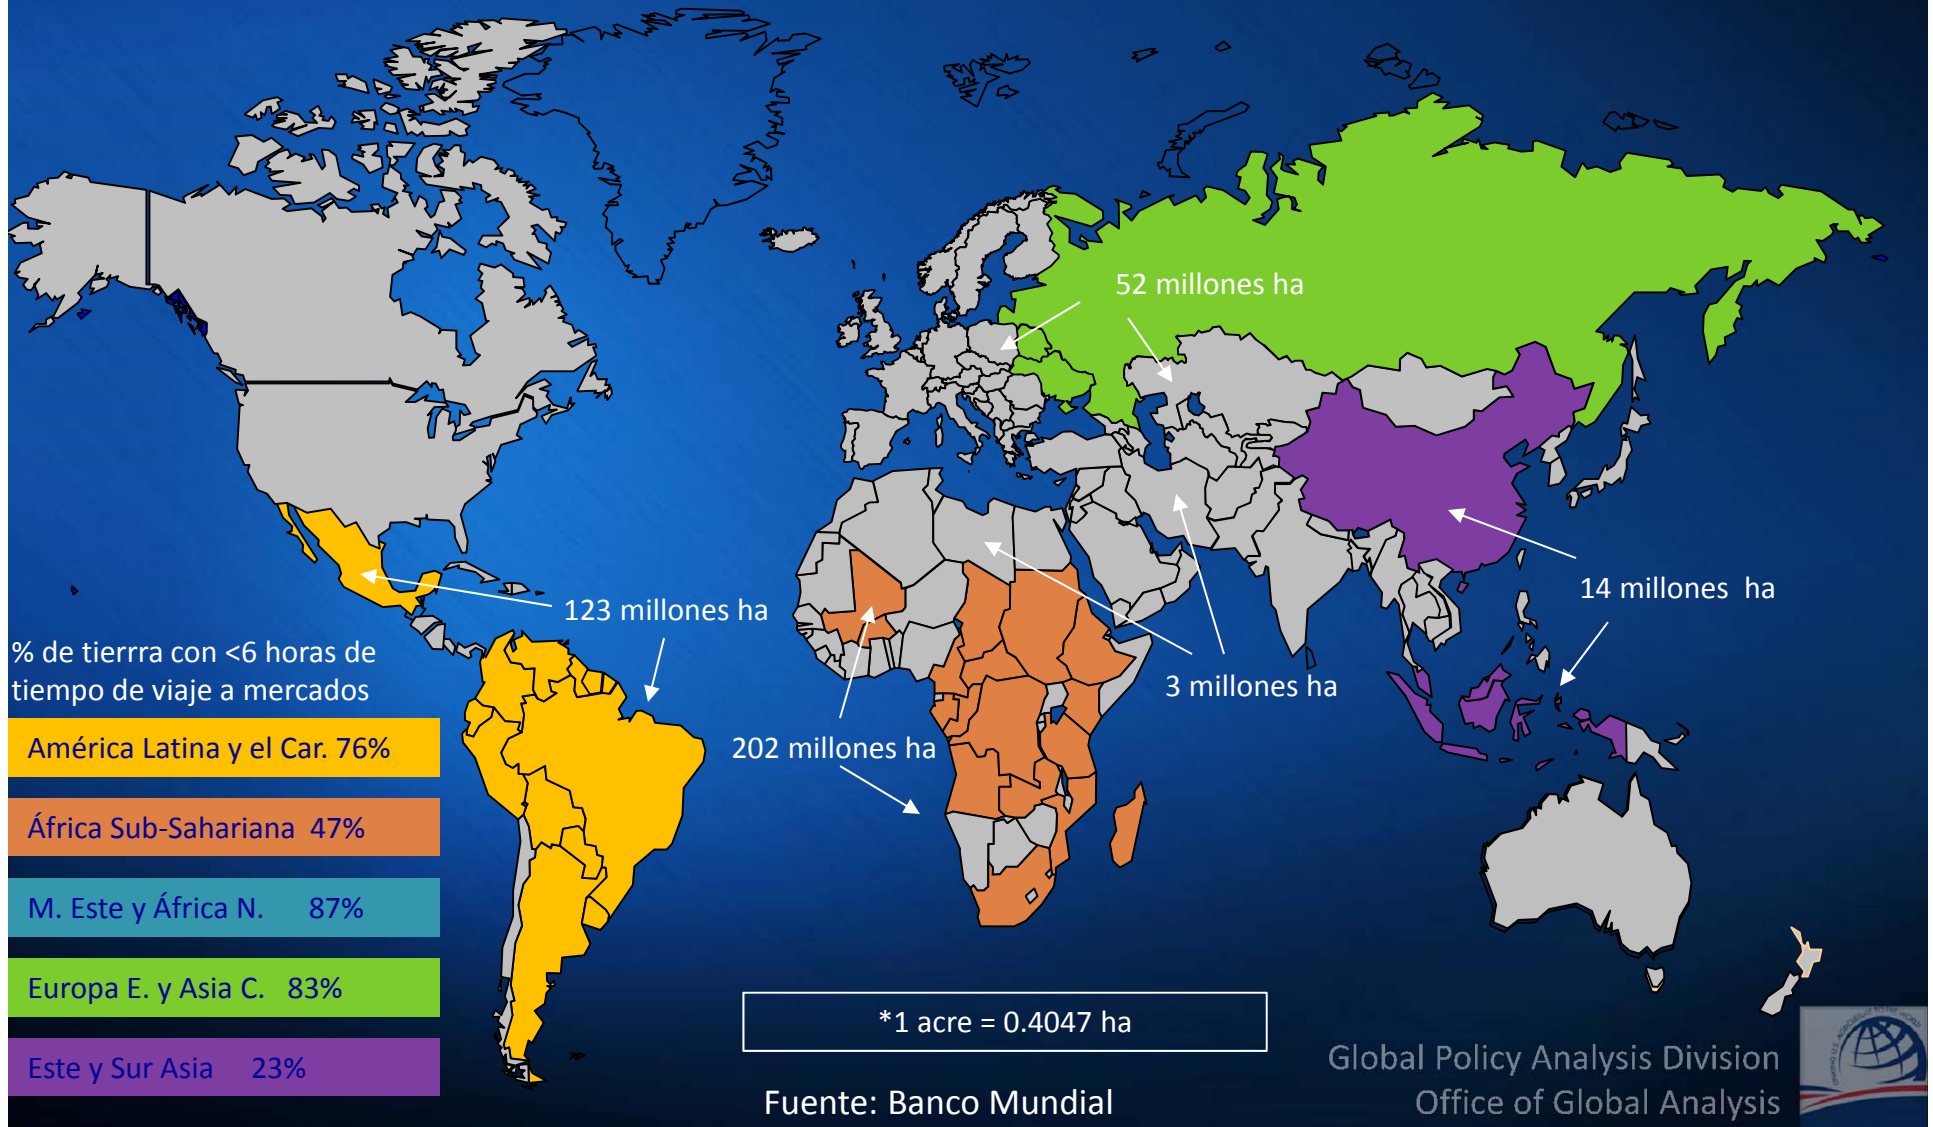 52 millones ha
123 millones ha
14 millones  ha
3 millones ha
202 millones ha
% de tierrra con <6 horas de
tiempo de viaje a mercados
América Latina y el Car. 76%
África Sub-Sahariana  47%
M. Este y África N.  87%
Europa E. y Asia C.  83%
Este y Sur Asia  23%
*1 acre = 0.4047 ha
Fuente: Banco Mundial
Global Policy Analysis Division
Office of Global Analysis